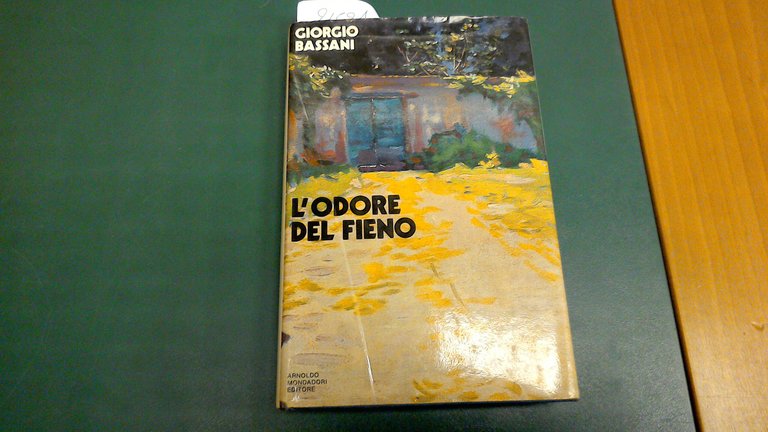 GIORGIO
BASSANI
L'ODORE
DEL FIENO
ARNOLDO
MONDADORI
EDITORE